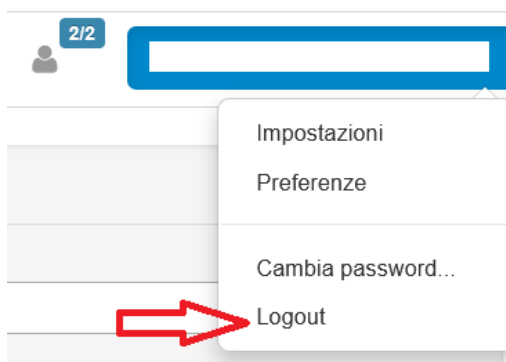 2/2
Impostazioni
Preferenze
Cambia password...
Logout